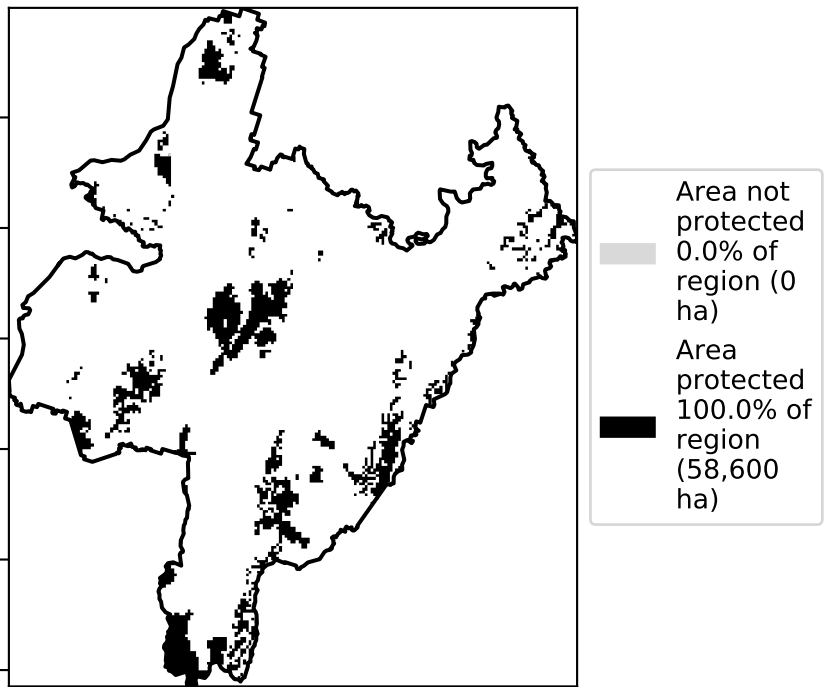 Area not
protected
0.0% of
region (0
ha)
Area
protected
100.0% of
region
(58,600
ha)